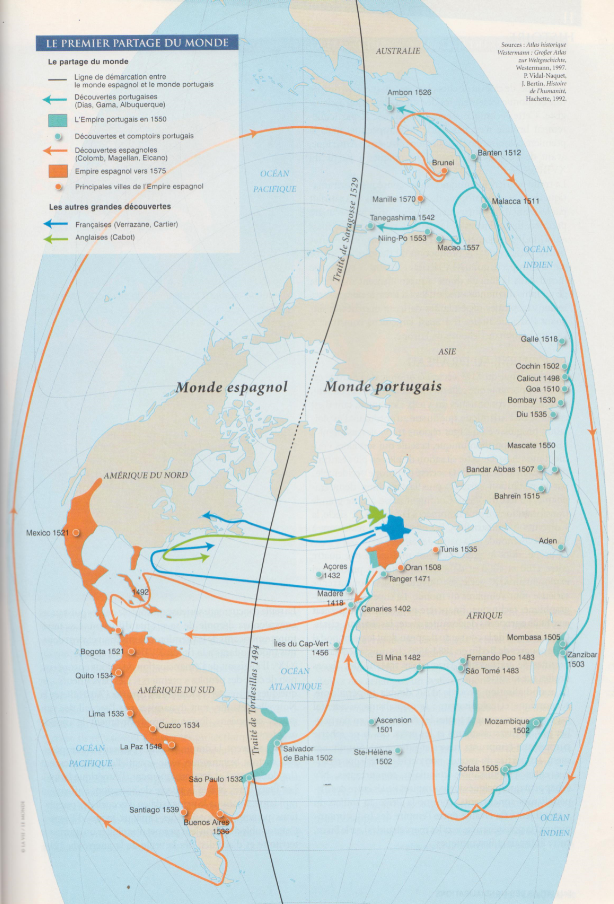 LE PREMIER PARTAGE DU MONDE
Le partage du monde
Ligne de démarcation entre
le monde espagnol et le monde portugais
Découvertes portugaises
(Dias, Gama, Albuquerque)
L'Empire portugais en 1550
Découvertes et comptoirs portugais
Découvertes espagnoles
(Colomb, Magellan, Elcano)
Empire espagnol vers 1575
Principales villes de l'Empire espagnol
Les autres grandes découvertes
Françaises (Verrazane, Cartier)
Anglaises (Cabot)
Sources : Atlas historique
Westermann : Großer Atlas
zur Weltgeschichte,
Westermann, 1997.
P. Vidal-Naquet,
J. Bertin, Histoire
de l'humanité,
Hachette, 1992.
AUSTRALIE
Ambon 1526
Banten 1512
Brunei
OCÉAN
PACIFIQUE
Manille 1570
Malacca 1511
Tanegashima 1542
Niing-Po 1553
Macao 1557
OCÉAN
INDIEN
Traité de Saragosse 1529
Galle 1518
ASIE
Cochin 1502
Calicut 1498
Goa 1510
Bombay 1530
Diu 1535
Monde espagnol
Monde portugais
Mascate 1550
Bandar Abbas 1507
Bahreïn 1515
AMÉRIQUE DU NORD
Mexico 1521
Aden
Tunis 1535
Oran 1508
Tanger 1471
Açores
1432
Madère
1418
Canaries 1402
1492
AFRIQUE
Mombasa 1505
Zanzibar
1503
Îles du Cap-Vert
1456
El Mina 1482
Fernando Poo 1483
São Tomé 1483
Bogota 1521
Quito 1534
AMÉRIQUE DU SUD
OCÉAN
ATLANTIQUE
Traité de Tordesillas 1494
Lima 1535
Cuzco 1534
La Paz 1548
Ascension
1501
Mozambique
1502
OCÉAN
PACIFIQUE
Salvador
de Bahia 1502
Ste-Hélène
1502
São Paulo 1532
Sofala 1505
Santiago 1539
Buenos Aires
1536
OCÉAN
INDIEN